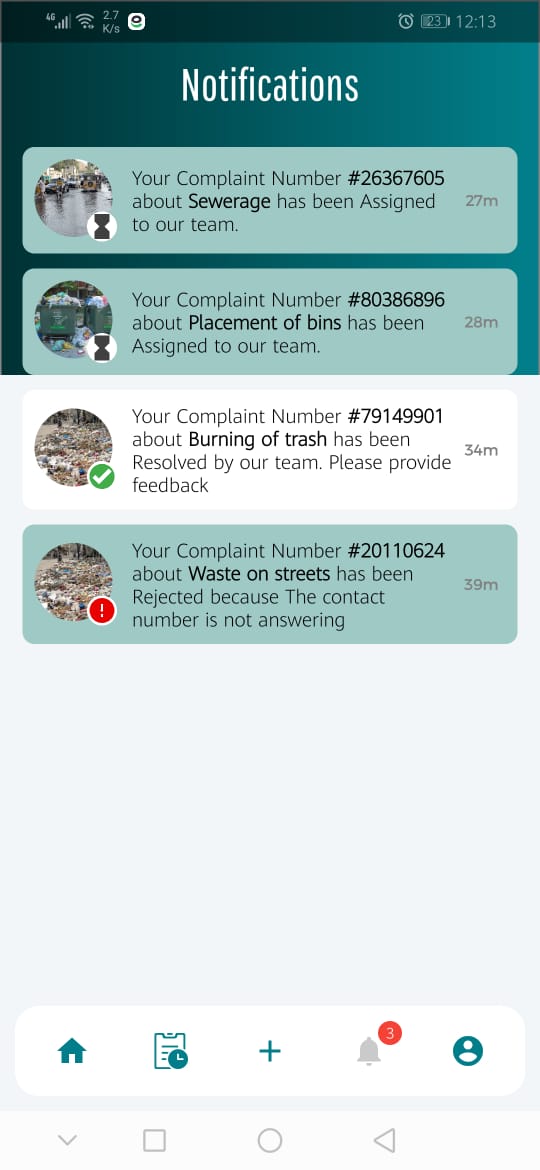 4G 2.7 K/s 23 12:13
Notifications
Your Complaint Number #26367605
about Sewerage has been Assigned
to our team.
27m
Your Complaint Number #80386896
about Placement of bins has been
Assigned to our team.
28m
Your Complaint Number #79149901
about Burning of trash has been
Resolved by our team. Please provide
feedback
34m
Your Complaint Number #20110624
about Waste on streets has been
Rejected because The contact
number is not answering
39m
3